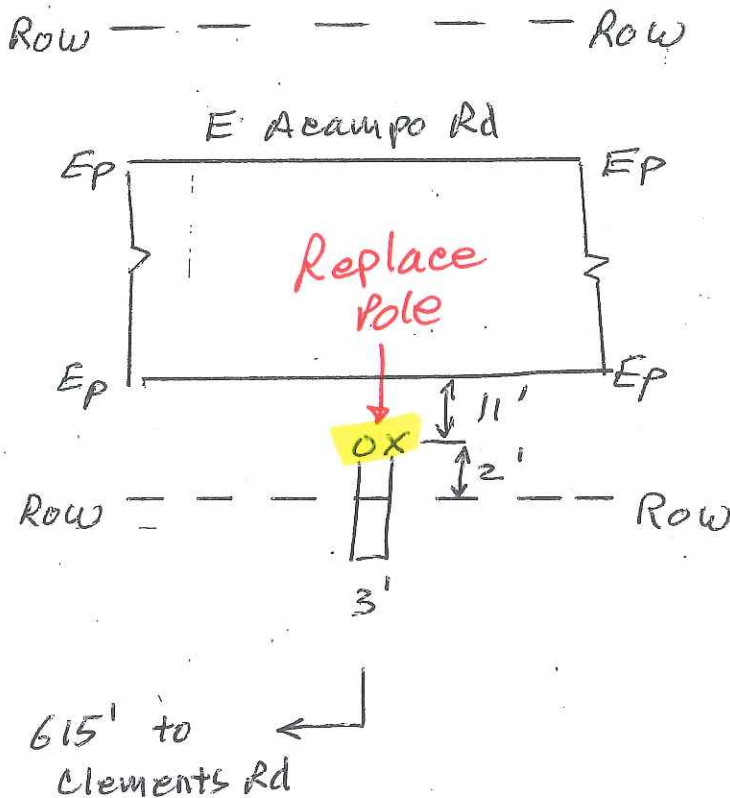 Row Row
E Acampo Rd
Ep Ep
Replace
Pole
Ep Ep
11'
OX
2'
Row Row
3'
615' to
Clements Rd